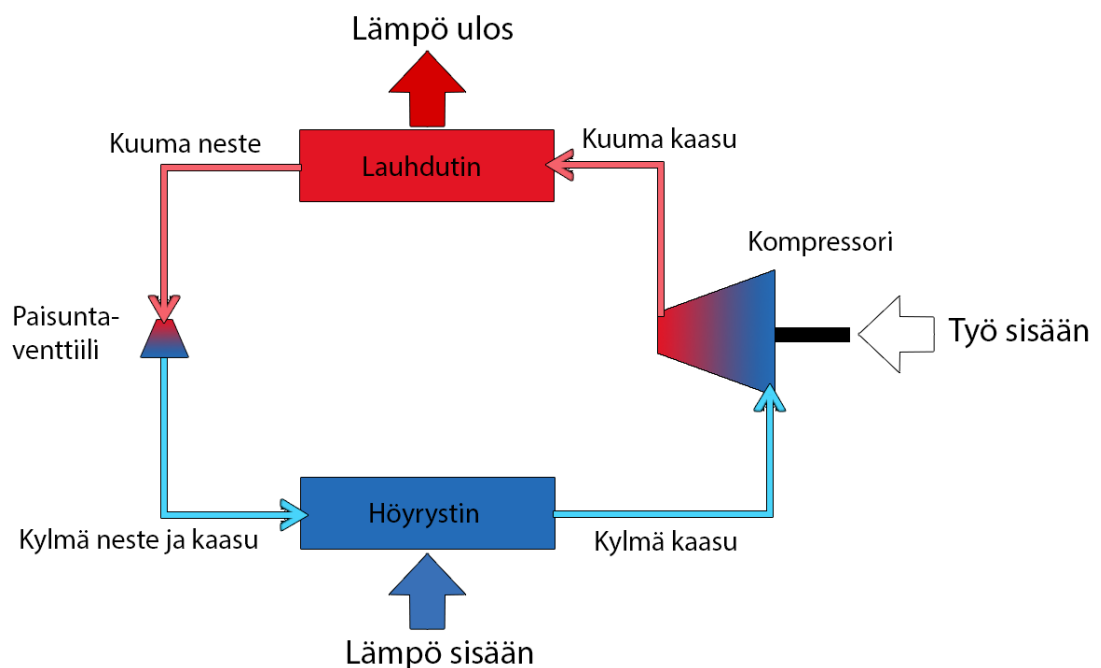 Lämpö ulos
Kuuma neste
Kuuma kaasu
Lauhdutin
Kompressori
Paisunta-
venttiili
Työ sisään
Höyrystin
Kylmä neste ja kaasu
Kylmä kaasu
Lämpö sisään